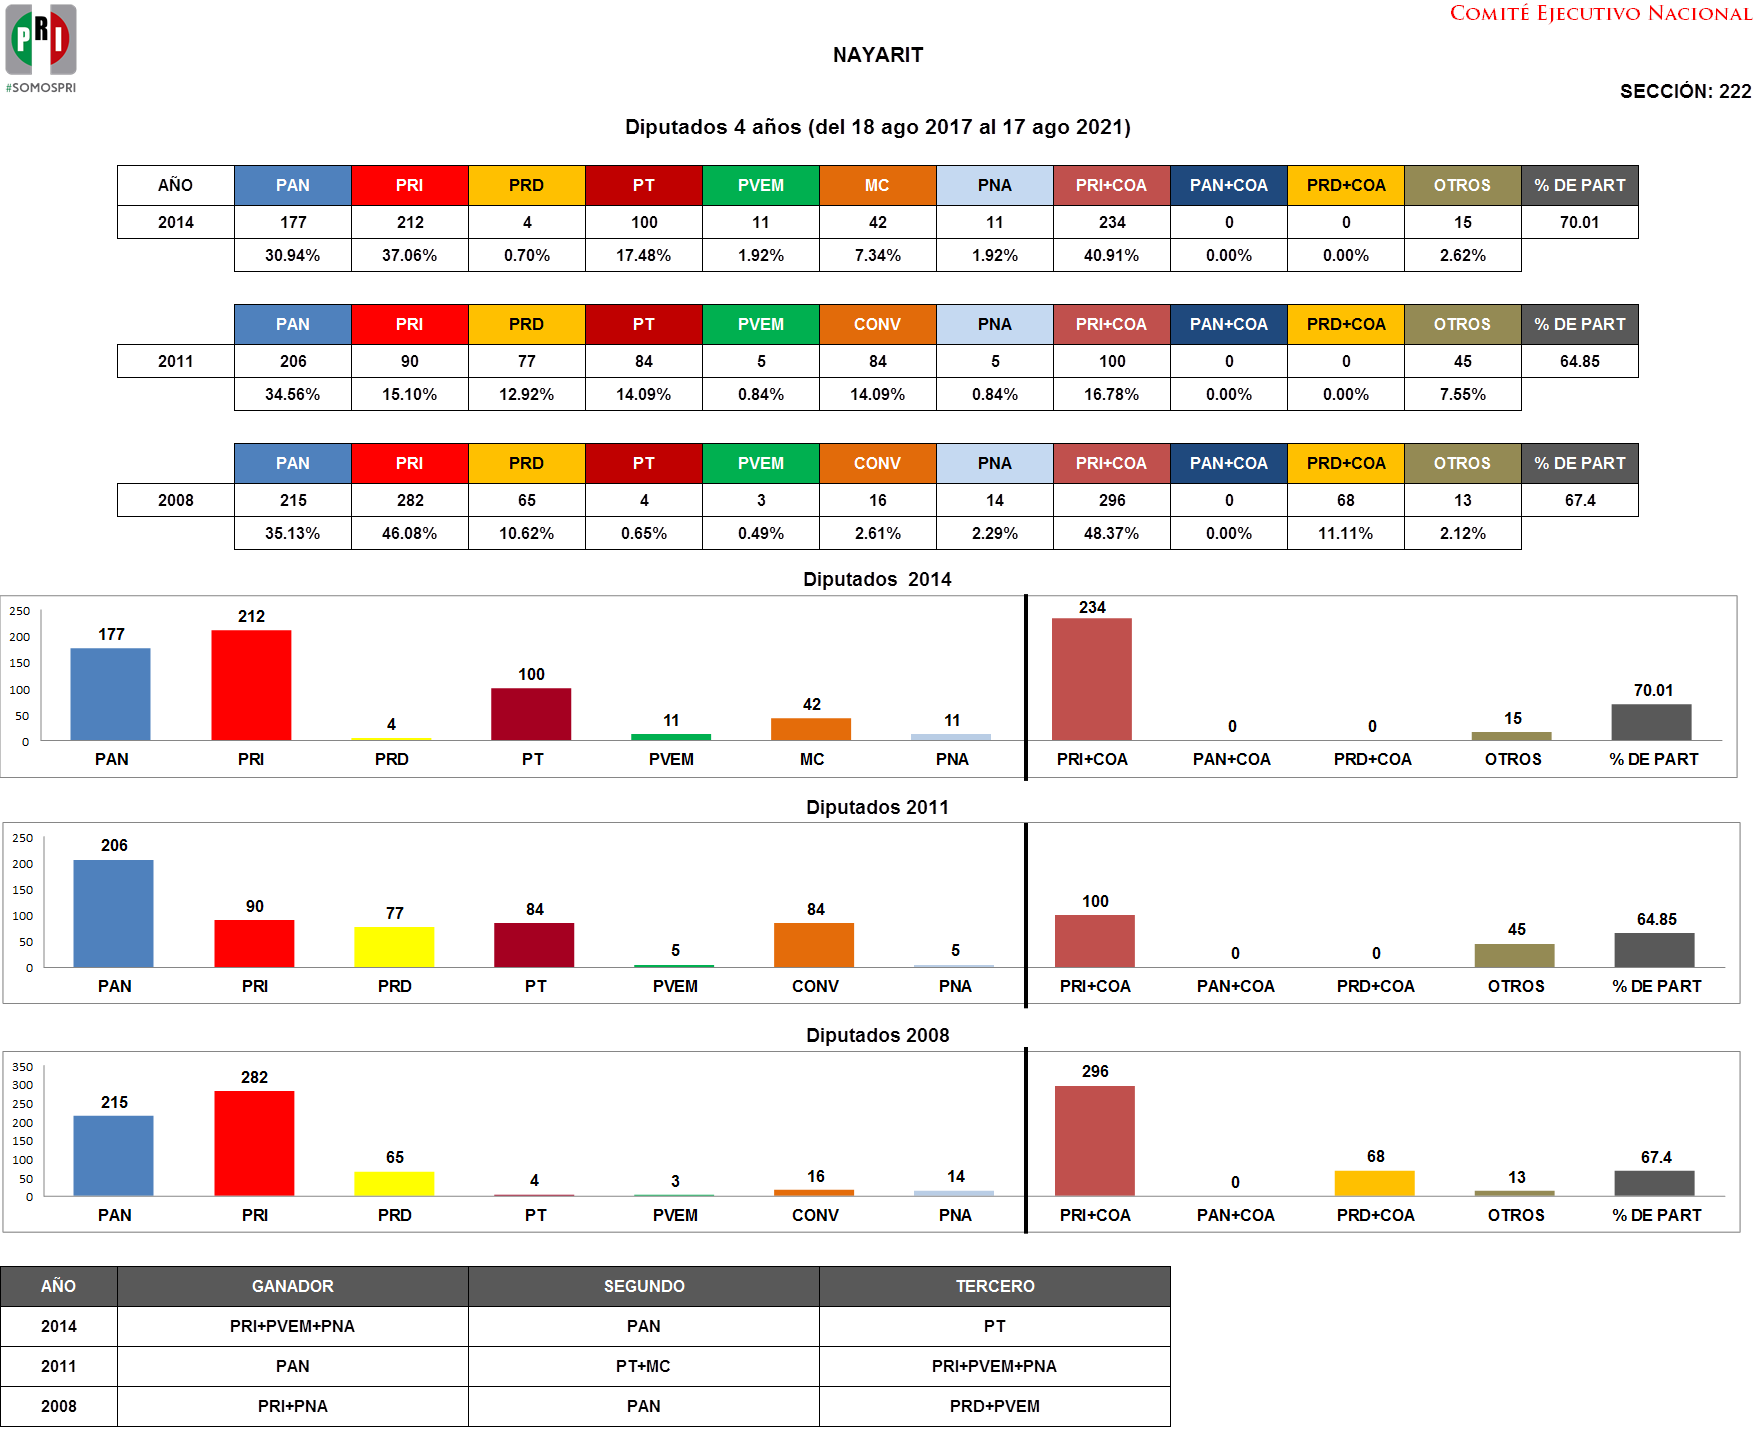 PRI
#SOMOSPRI
COMITÉ EJECUTIVO NACIONAL
NAYARIT
SECCIÓN: 222
Diputados 4 años (del 18 ago 2017 al 17 ago 2021)
AÑO PAN PRI PRD PT PVEM MC PNA PRI+COA PAN+COA PRD+COA OTROS % DE PART
2014 177 212 4 100 11 42 11 234 0 0 15 70.01
30.94% 37.06% 0.70% 17.48% 1.92% 7.34% 1.92% 40.91% 0.00% 0.00% 2.62%
PAN PRI PRD PT PVEM CONV PNA PRI+COA PAN+COA PRD+COA OTROS % DE PART
2011 206 90 77 84 5 84 5 100 0 0 45 64.85
34.56% 15.10% 12.92% 14.09% 0.84% 14.09% 0.84% 16.78% 0.00% 0.00% 7.55%
PAN PRI PRD PT PVEM CONV PNA PRI+COA PAN+COA PRD+COA OTROS % DE PART
2008 215 282 65 4 3 16 14 296 0 68 13 67.4
35.13% 46.08% 10.62% 0.65% 0.49% 2.61% 2.29% 48.37% 0.00% 11.11% 2.12%
Diputados  2014
250
200
150
100
50
0
177 212 4 100 11 42 11 234 0 0 15 70.01
PAN PRI PRD PT PVEM MC PNA PRI+COA PAN+COA PRD+COA OTROS % DE PART
Diputados 2011
250
200
150
100
50
0
206 90 77 84 5 84 5 100 0 0 45 64.85
PAN PRI PRD PT PVEM CONV PNA PRI+COA PAN+COA PRD+COA OTROS % DE PART
Diputados 2008
350
300
250
200
150
100
50
0
215 282 65 4 3 16 14 296 0 68 13 67.4
PAN PRI PRD PT PVEM CONV PNA PRI+COA PAN+COA PRD+COA OTROS % DE PART
AÑO GANADOR SEGUNDO TERCERO
2014 PRI+PVEM+PNA PAN PT
2011 PAN PT+MC PRI+PVEM+PNA
2008 PRI+PNA PAN PRD+PVEM